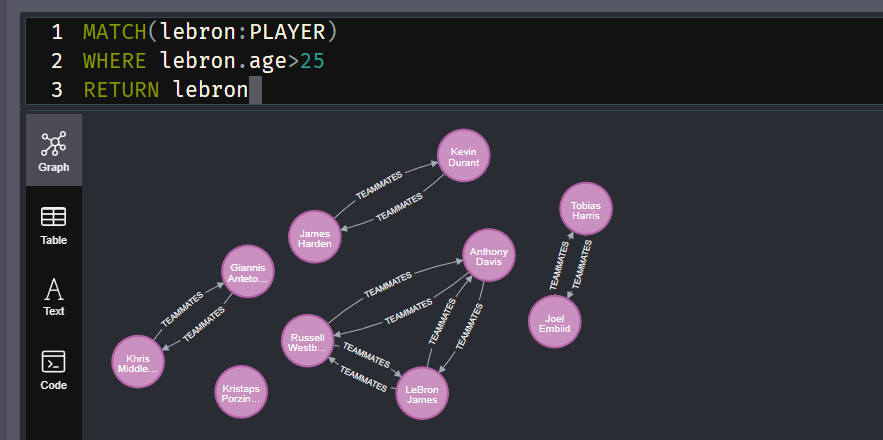 1 MATCH(lebron:PLAYER)
2 WHERE lebron.age>25
3 RETURN lebron
Graph
Table
Text
Code
Kevin
Durant
TEAMMATES
TEAMMATES
James
Harden
Tobias
Harris
TEAMMATES
TEAMMATES
Joel
Embiid
Giannis
Anteto...
TEAMMATES
TEAMMATES
Khris
Middle...
Anthony
Davis
TEAMMATES
TEAMMATES
TEAMMATES
TEAMMATES
Russell
Westb...
TEAMMATES
TEAMMATES
LeBron
James
Kristaps
Porzin...